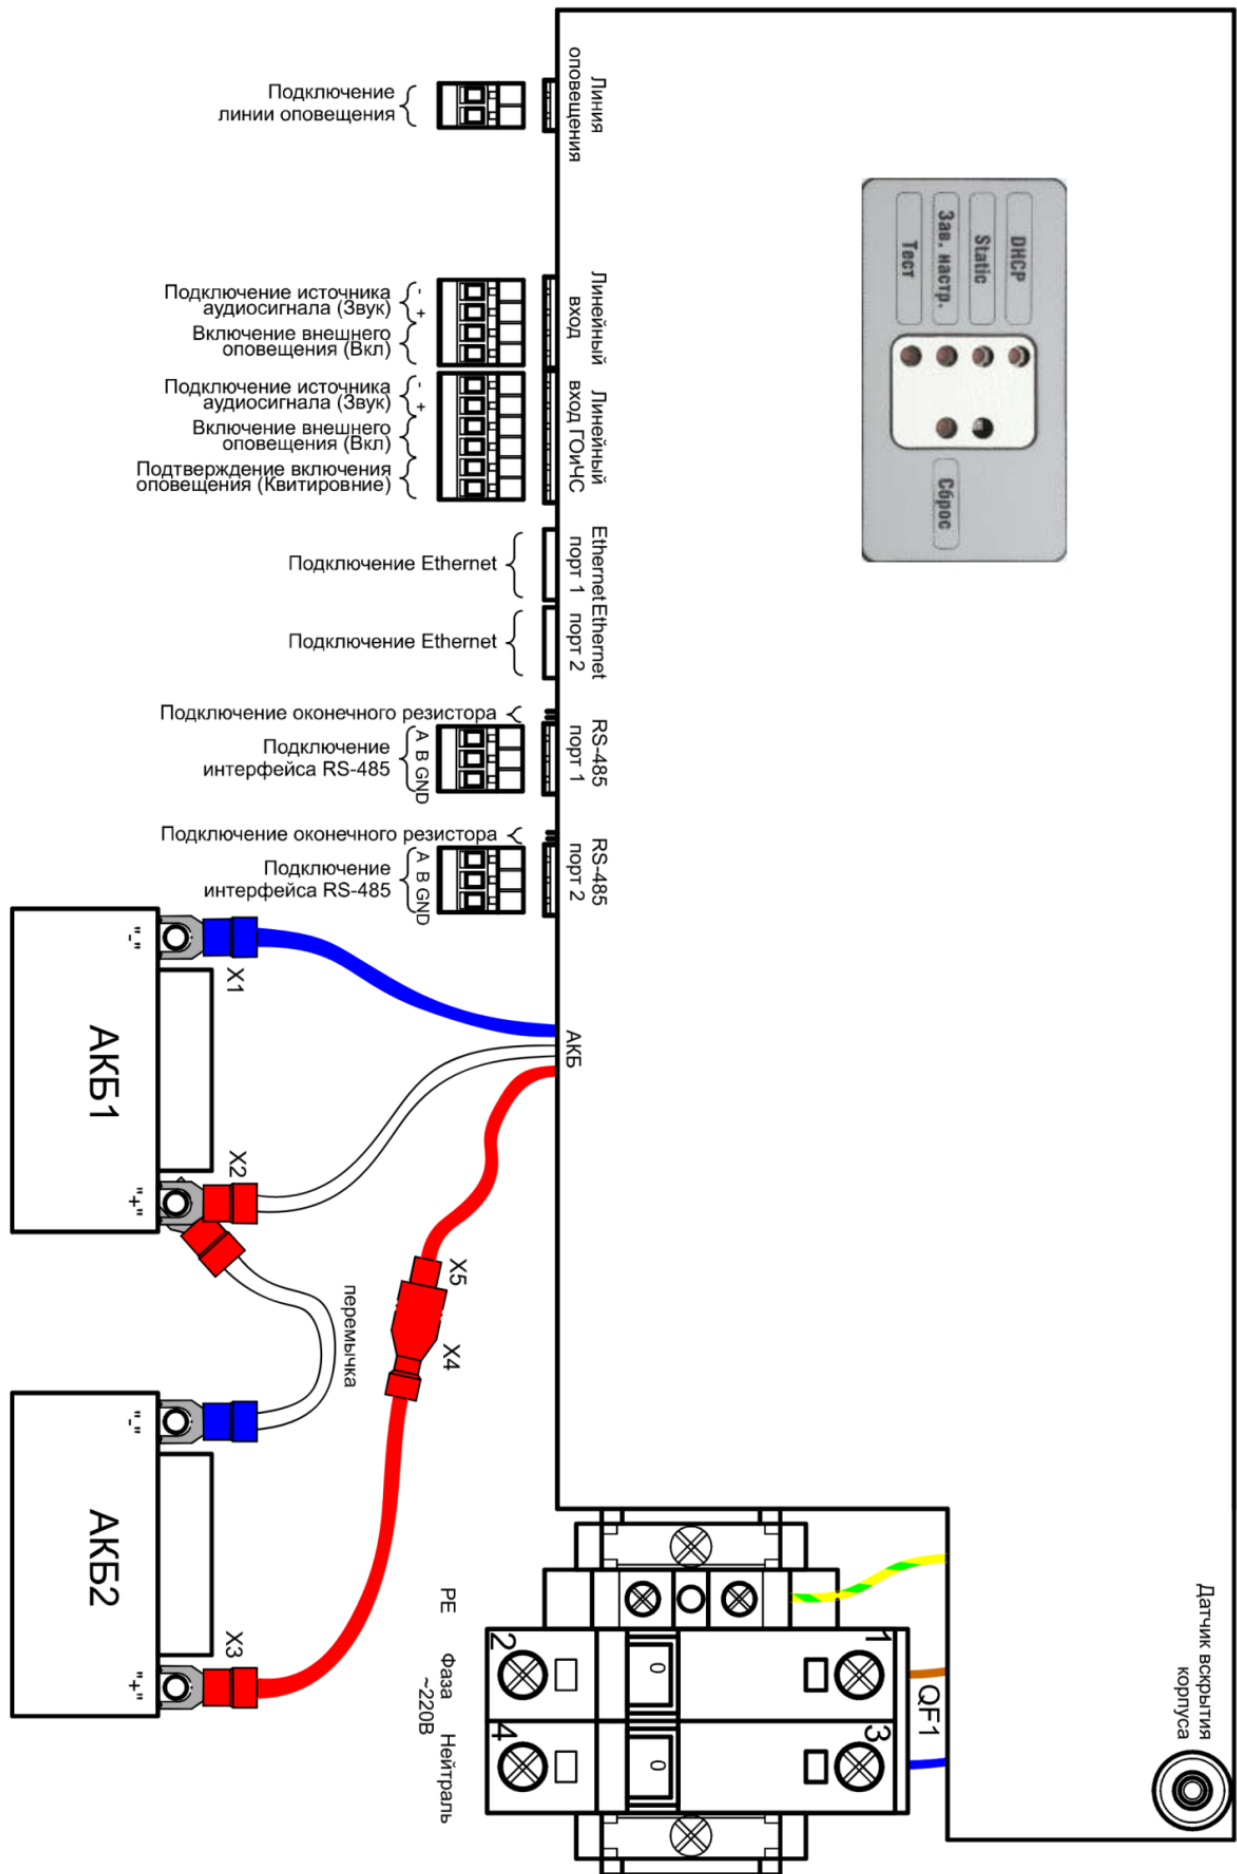 Подключение
линии оповещения
Линия
оповещения
DHCP
Static
Зав. настр.
Тест
Сброс
Подключение источника
аудиосигнала (Звук)
- +
Включение внешнего
оповещения (Вкл)
Линейный
вход
Подключение источника
аудиосигнала (Звук)
- +
Включение внешнего
оповещения (Вкл)
Подтверждение включения
оповещения (Квитировние)
Линейный
вход ГОиЧС
Подключение Ethernet
Ethernet
порт 1
Подключение Ethernet
Ethernet
порт 2
Подключение оконечного резистора
Подключение
интерфейса RS-485
A B GND
RS-485
порт 1
Подключение оконечного резистора
Подключение
интерфейса RS-485
A B GND
RS-485
порт 2
АКБ
"-"
X1
АКБ1
X2
"+"
X5
X4
перемычка
"-"
АКБ2
X3
"+"
PE
Фаза Нейтраль
~220В
2
4
0
0
1
3
QF1
Датчик вскрытия
корпуса